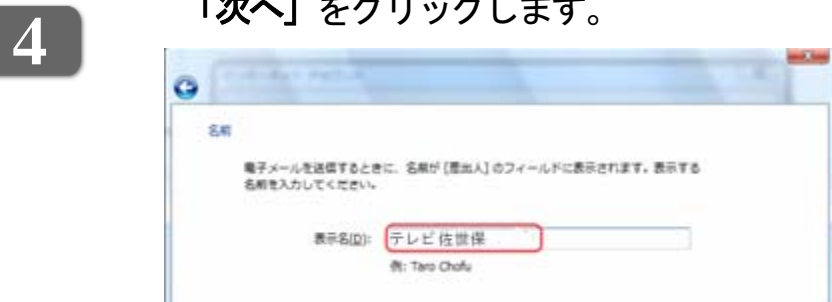 「次へ」をクリックします。
4
名前
電子メールを送信するときに、名前が [差出人] のフィールドに表示されます。表示する
名前を入力してください。
表示名(D): テレビ佐世保
例: Taro Chofu